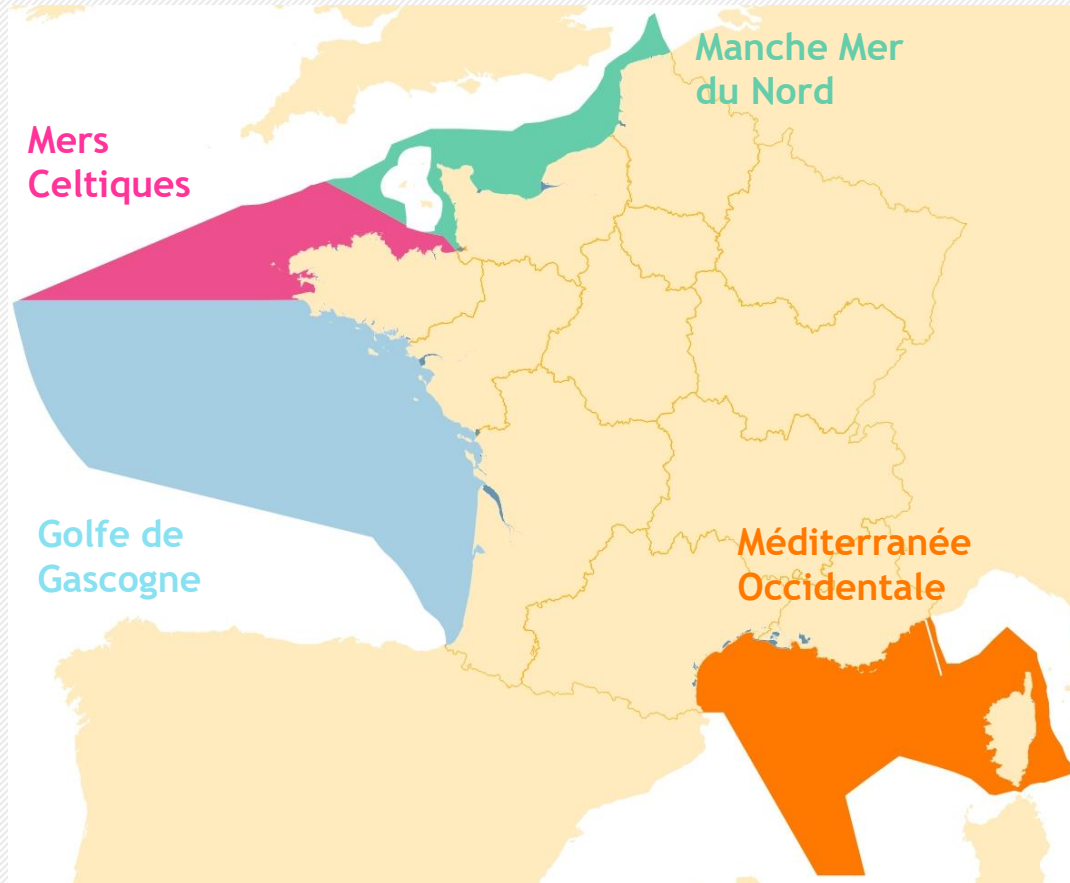 Manche Mer
du Nord
Mers
Celtiques
Golfe de
Gascogne
Méditerranée
Occidentale